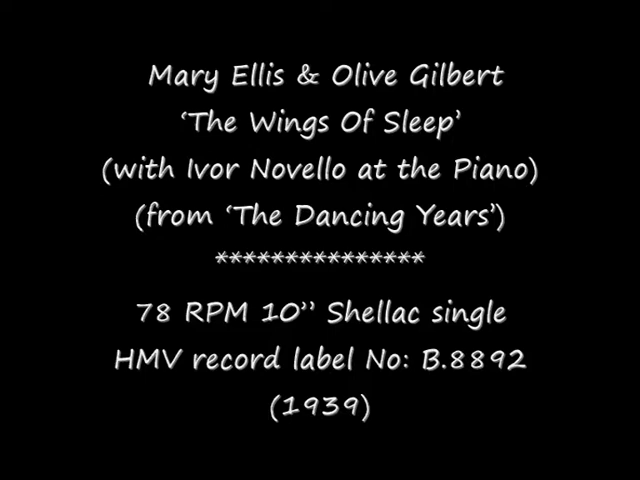 Mary Ellis & Olive Gilbert
‘The Wings Of Sleep’
(with Ivor Novello at the Piano)
(from ‘The Dancing Years’)
***************
78 RPM 10” Shellac single
HMV record label No: B.8892
(1939)